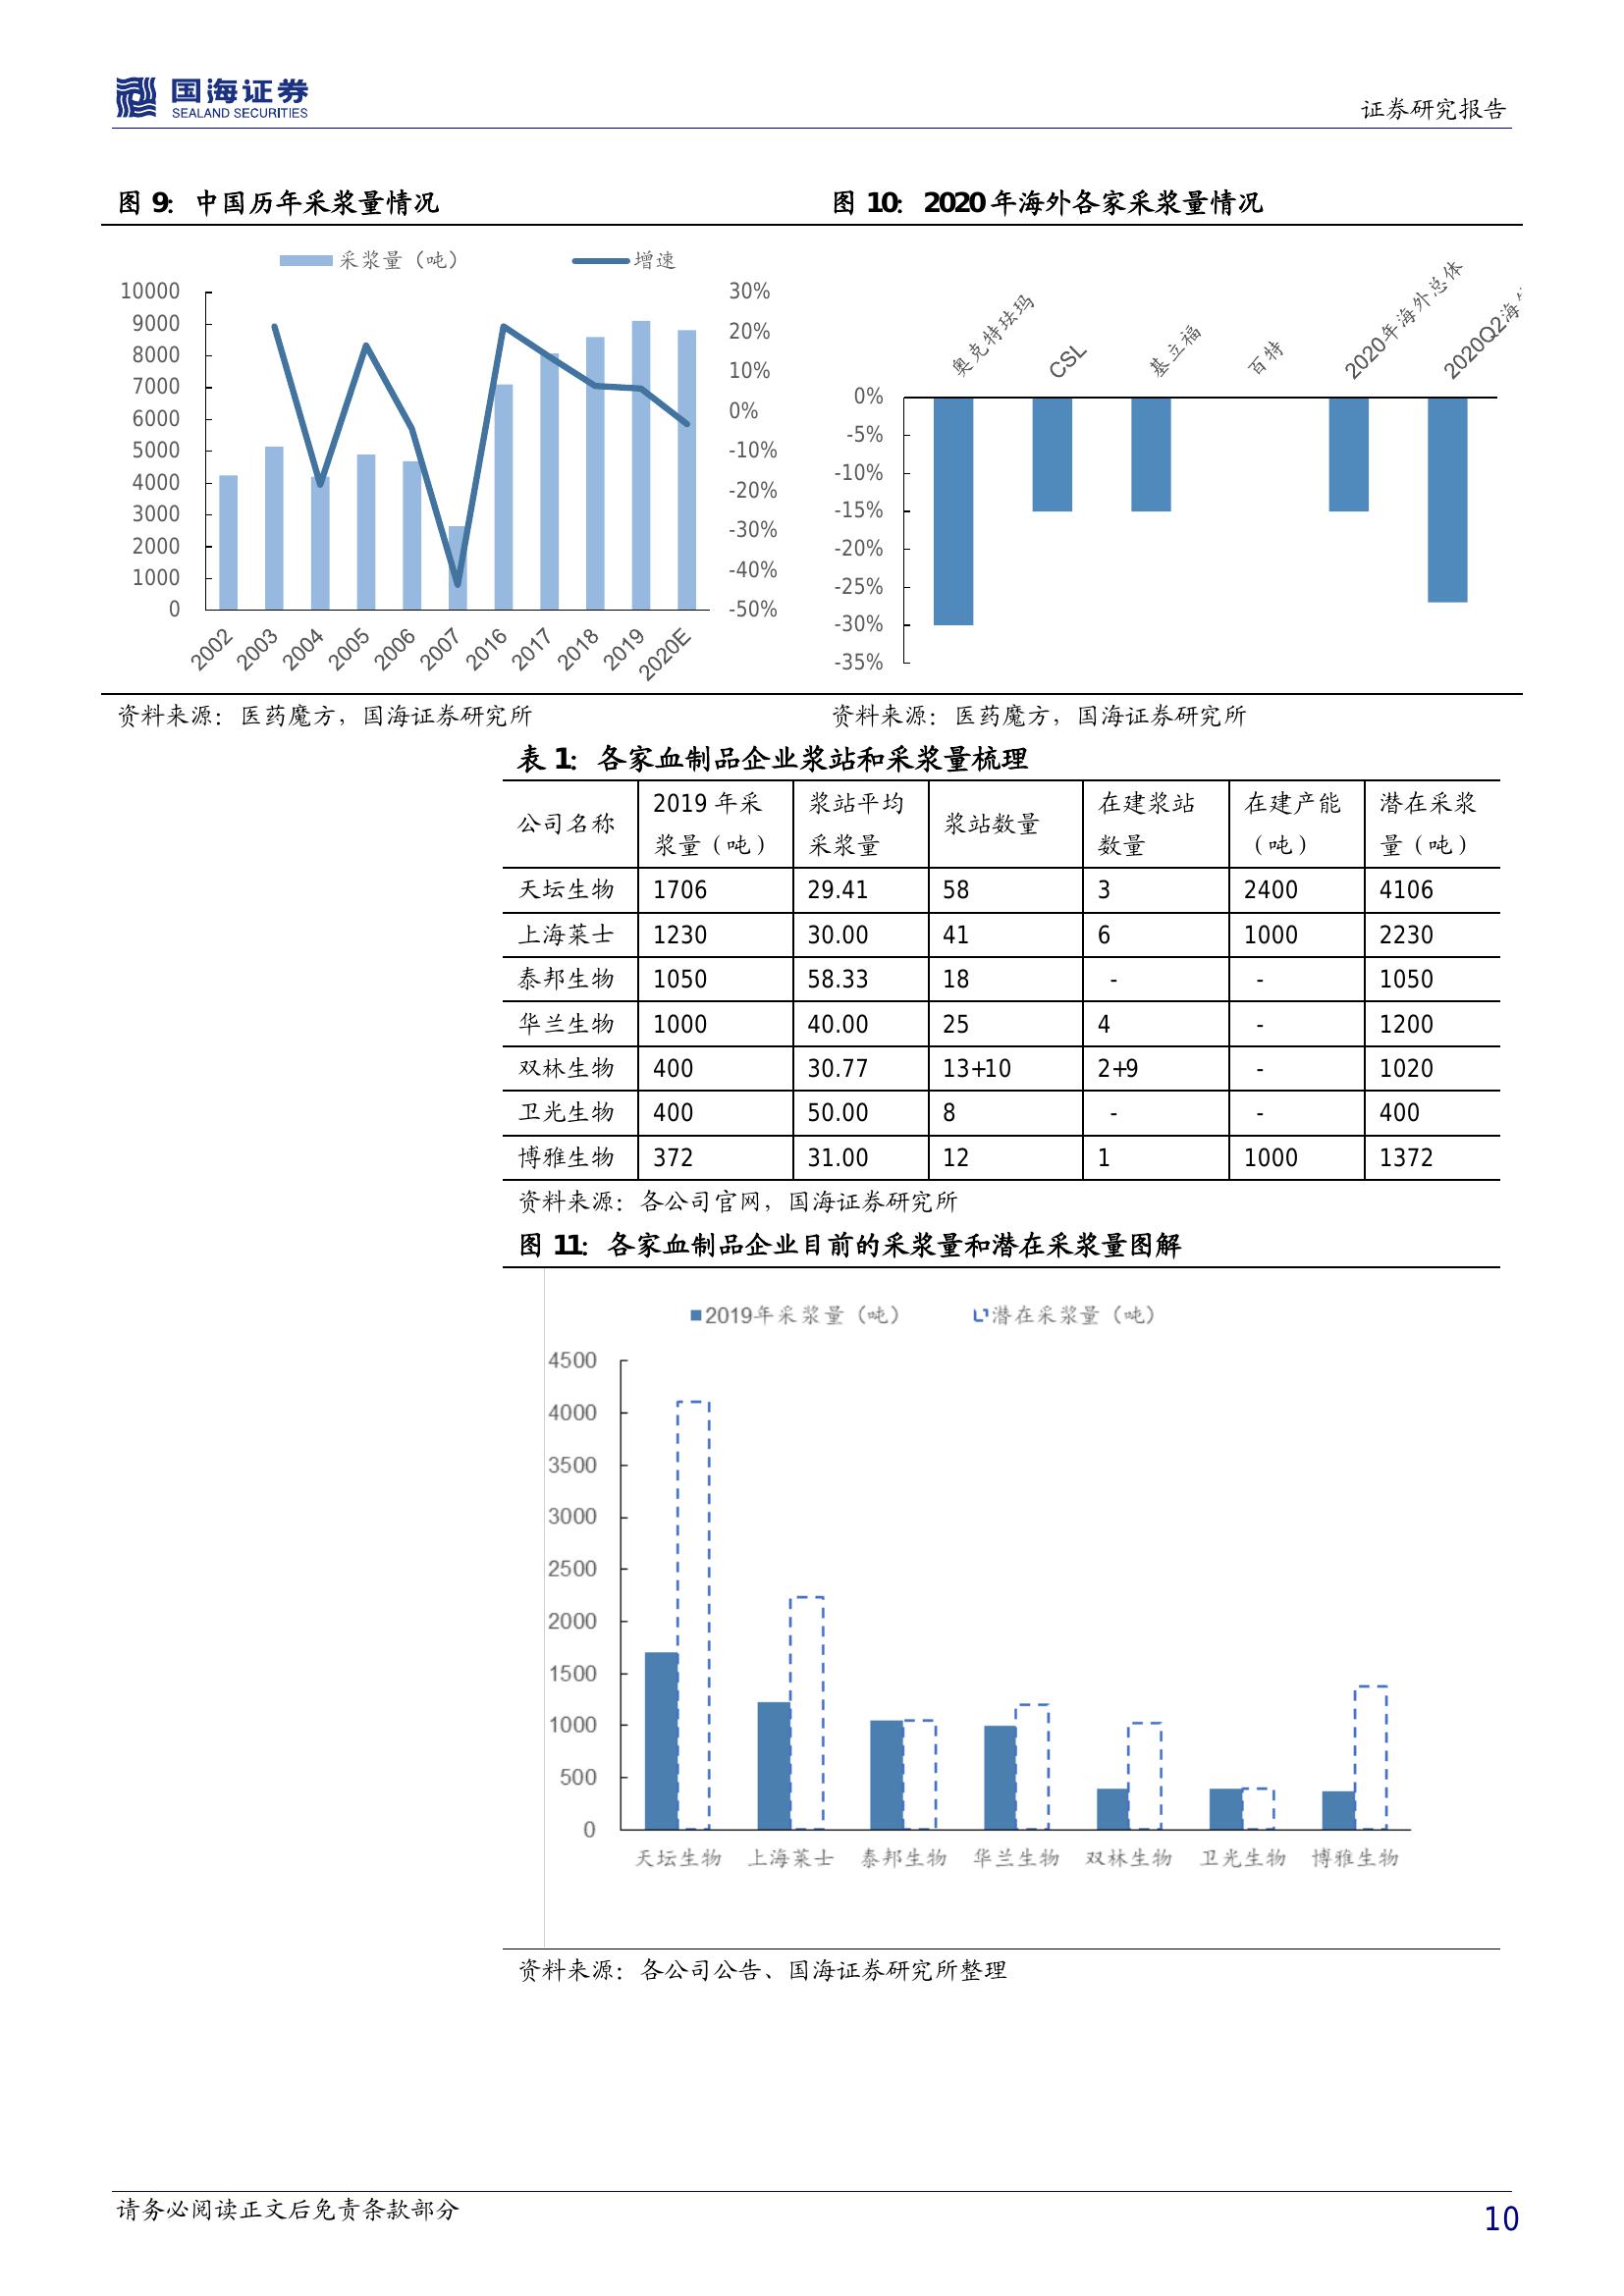 国海证券
SEALAND SECURITIES
证券研究报告
图 9: 中国历年采浆量情况
采浆量（吨） 增速
10000
9000
8000
7000
6000
5000
4000
3000
2000
1000
0
30%
20%
10%
0%
-10%
-20%
-30%
-40%
-50%
2002 2003 2004 2005 2006 2007 2016 2017 2018 2019 2020E
资料来源：医药魔方，国海证券研究所
图 10: 2020 年海外各家采浆量情况
奥克特珐玛 CSL 基立福 百特 2020年海外总体 2020Q2海
0%
-5%
-10%
-15%
-20%
-25%
-30%
-35%
资料来源：医药魔方，国海证券研究所
表 1: 各家血制品企业浆站和采浆量梳理
公司名称 2019 年采浆量（吨） 浆站平均采浆量 浆站数量 在建浆站数量 在建产能（吨） 潜在采浆量（吨）
天坛生物 1706 29.41 58 3 2400 4106
上海莱士 1230 30.00 41 6 1000 2230
泰邦生物 1050 58.33 18 - - 1050
华兰生物 1000 40.00 25 4 - 1200
双林生物 400 30.77 13+10 2+9 - 1020
卫光生物 400 50.00 8 - - 400
博雅生物 372 31.00 12 1 1000 1372
资料来源：各公司官网，国海证券研究所
图 11: 各家血制品企业目前的采浆量和潜在采浆量图解
2019年采浆量（吨） 潜在采浆量（吨）
4500
4000
3500
3000
2500
2000
1500
1000
500
0
天坛生物 上海莱士 泰邦生物 华兰生物 双林生物 卫光生物 博雅生物
资料来源：各公司公告、国海证券研究所整理
请务必阅读正文后免责条款部分
10